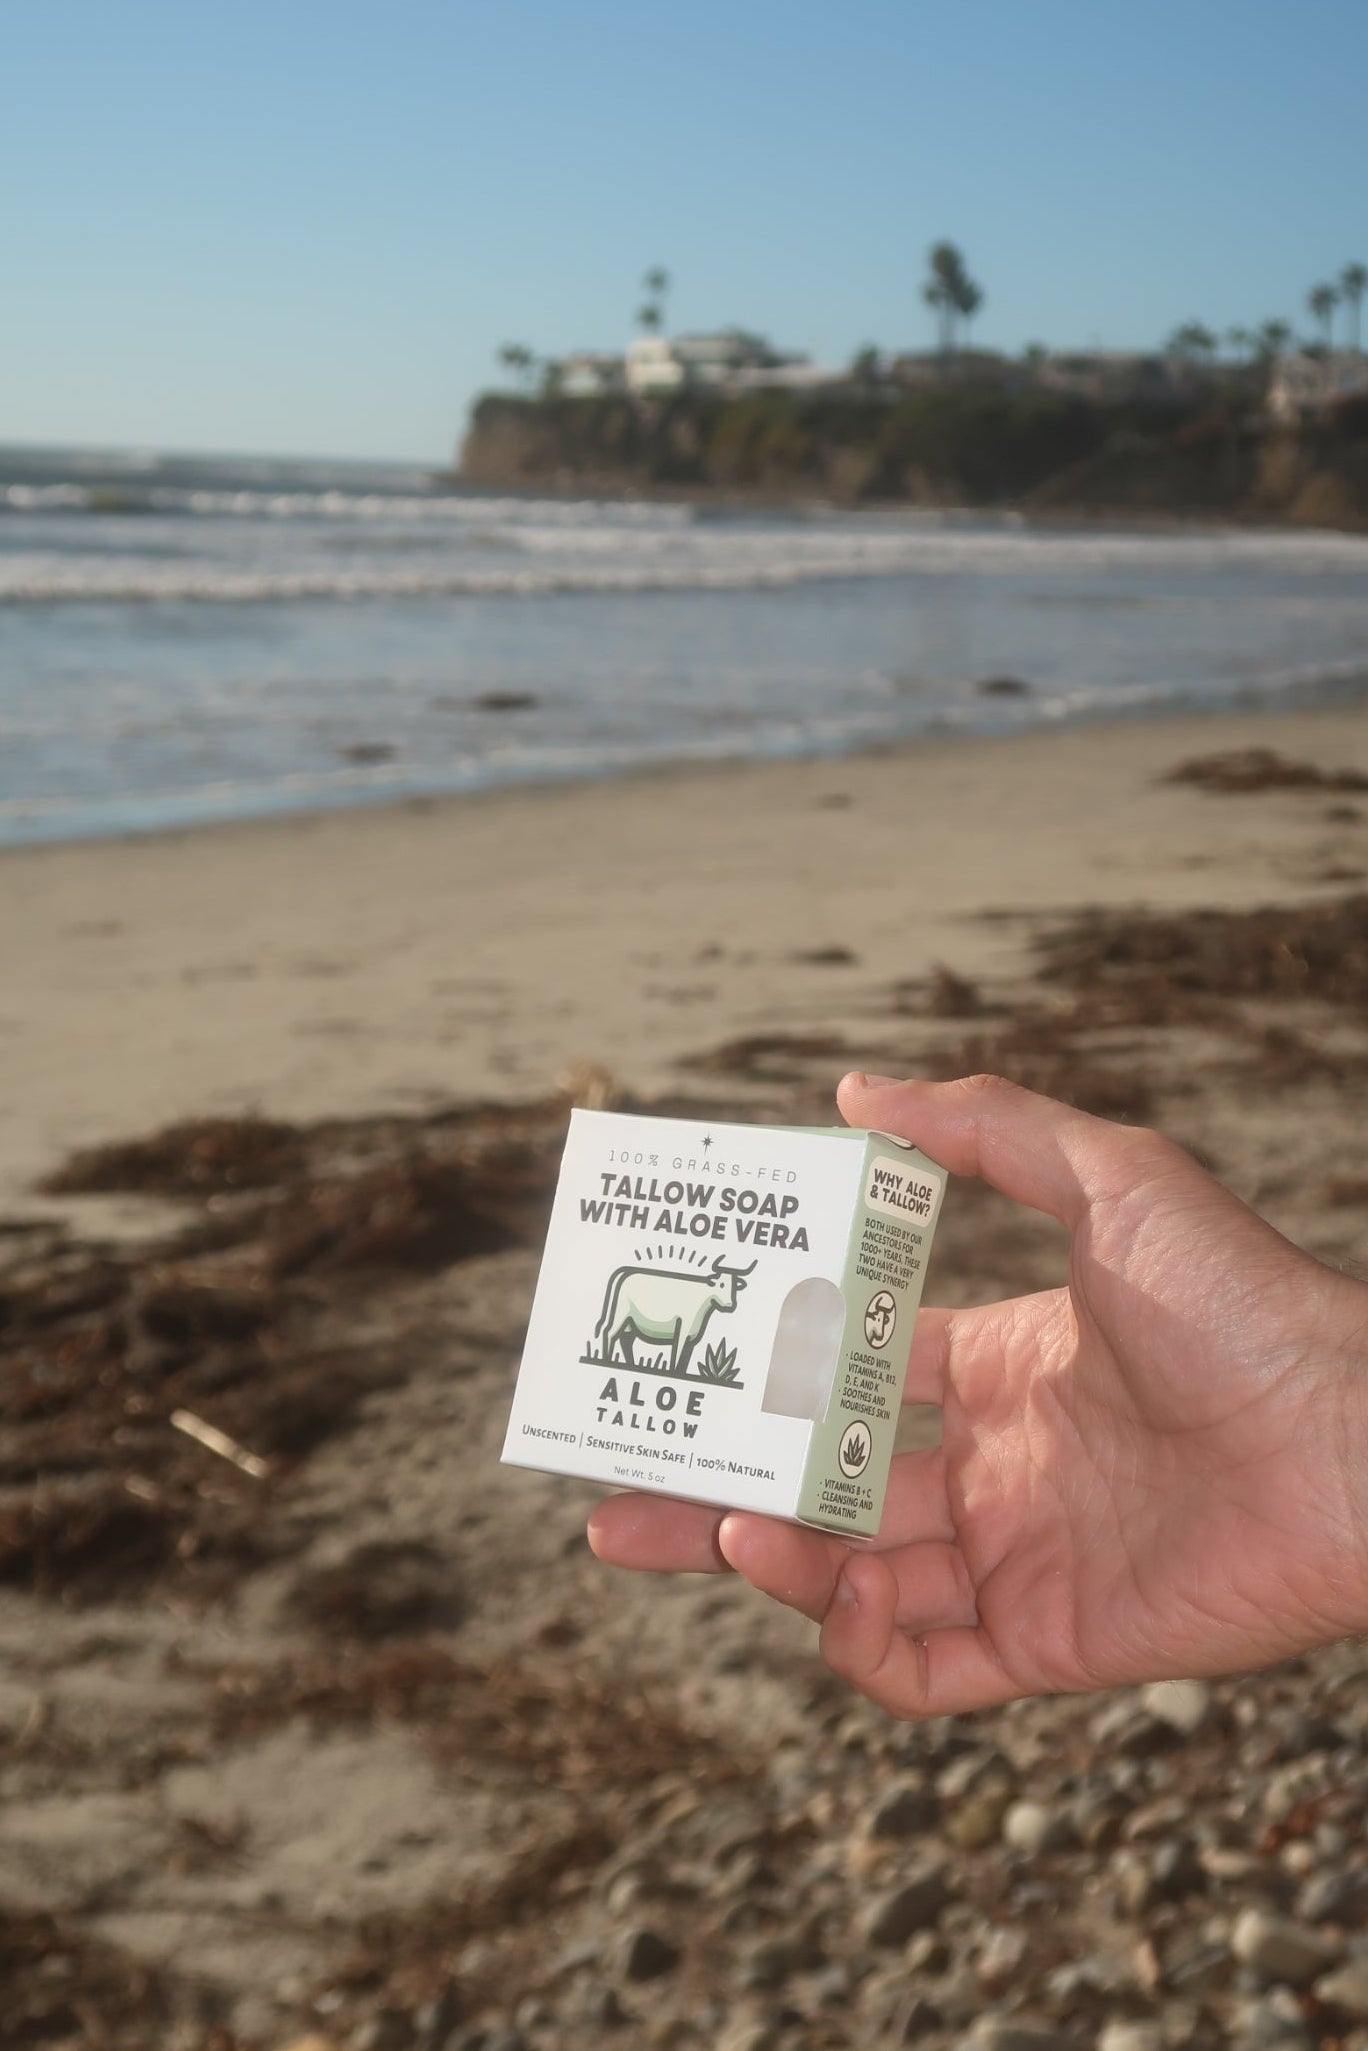 100% GRASS-FED
TALLOW SOAP
WITH ALOE VERA
ALOE
TALLOW
UNSCENTED | SENSITIVE SKIN SAFE | 100% NATURAL
Net Wt. 5 oz
WHY ALOE
& TALLOW?
BOTH USED BY OUR
ANCESTORS FOR
1000+ YEARS. THESE
TWO HAVE A VERY
UNIQUE SYNERGY
· LOADED WITH
VITAMINS A, B12,
D, E, AND K
· SOOTHES AND
NOURISHES SKIN
· VITAMINS B + C
· CLEANSING AND
HYDRATING